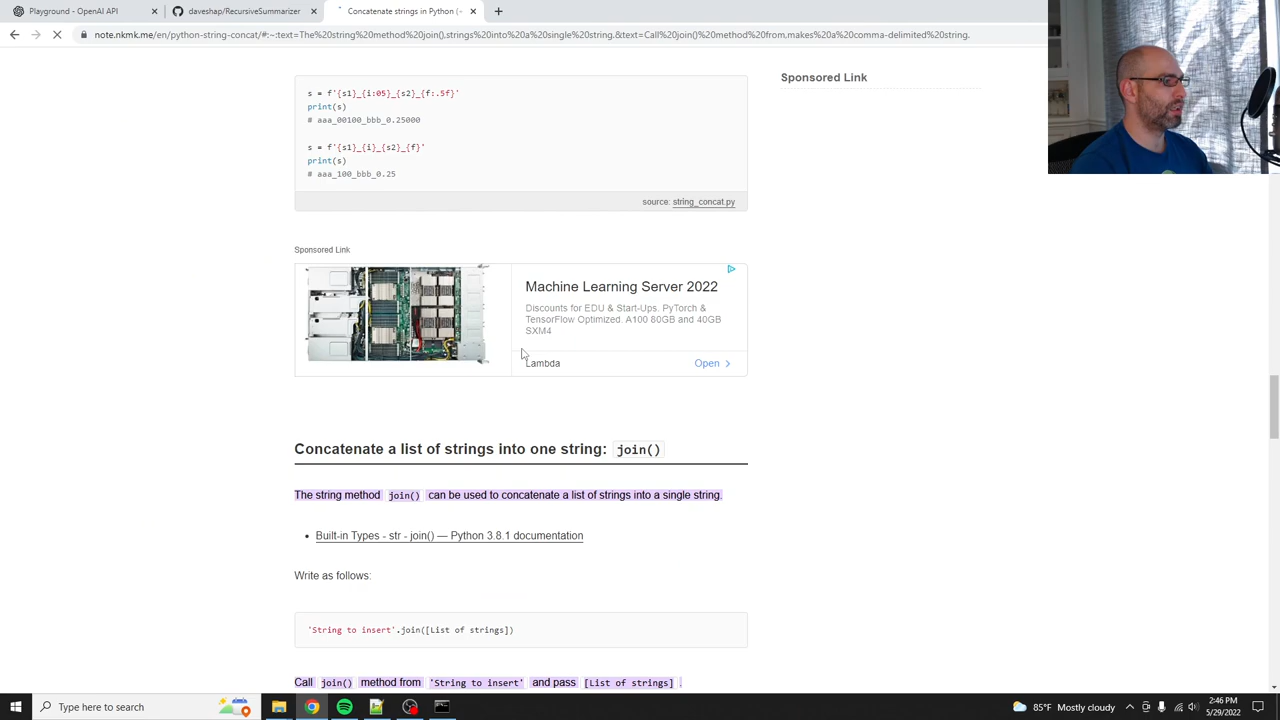 Playground - OpenAI API
daveshap/RecursiveSummarizer
Concatenate strings in Python (+
note.nkmk.me/en/python-string-concat/#:~:text=The%20string%20method%20join(),string%20into%20a%20single%20string.&text=Call%20join()%20method%20from,makes%20a%20comma-delimited%20string.
s = f'{s1}_{i:05}_{s2}_{f:.5f}'
print(s)
# aaa_00100_bbb_0.25000
s = f'{s1}_{i}_{s2}_{f}'
print(s)
# aaa_100_bbb_0.25
source: string_concat.py
Sponsored Link
Sponsored Link
Machine Learning Server 2022
Discounts for EDU & Start-Ups. PyTorch &
TensorFlow Optimized. A100 80GB and 40GB
SXM4
Lambda
Open
Concatenate a list of strings into one string: join()
The string method join() can be used to concatenate a list of strings into a single string.
• Built-in Types - str - join() — Python 3.8.1 documentation
Write as follows:
'String to insert'.join([List of strings])
Call join() method from 'String to insert' and pass [List of strings] .
Type here to search
85°F Mostly cloudy
2:46 PM
5/29/2022